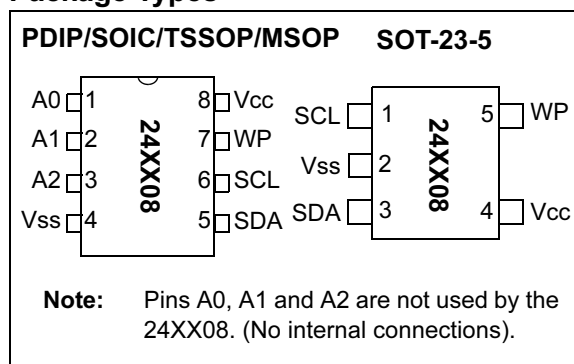 Package Types
PDIP/SOIC/TSSOP/MSOP SOT-23-5
A0 1 8 Vcc
A1 2 7 WP
A2 3 6 SCL
Vss 4 5 SDA
24XX08
SCL 1 5 WP
Vss 2
SDA 3 4 Vcc
24XX08
Note: Pins A0, A1 and A2 are not used by the
24XX08. (No internal connections).